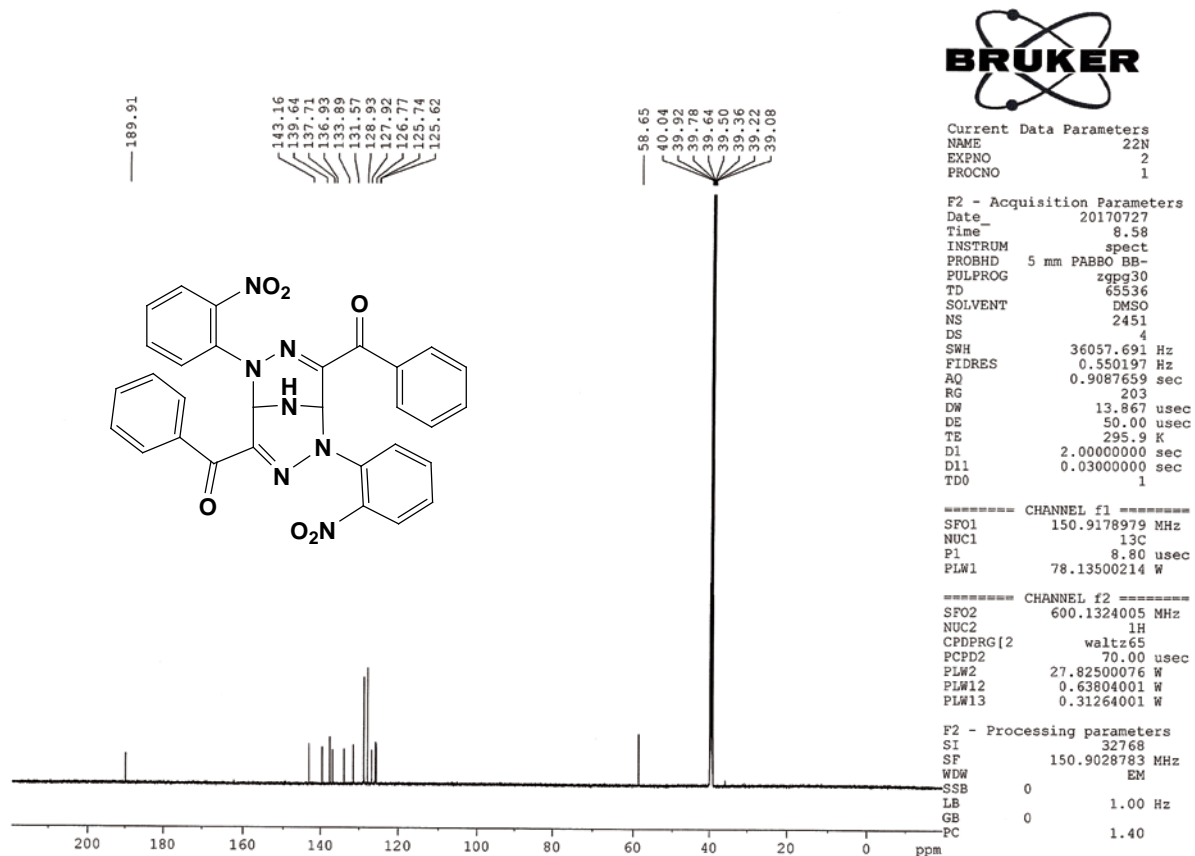 189.91
143.16
139.64
137.71
136.93
133.89
131.57
128.93
127.92
126.77
125.74
125.62
58.65
40.04
39.92
39.78
39.64
39.50
39.36
39.22
39.08
NO2
O
N
N
H
N
N
N
O
O2N
200 180 160 140 120 100 80 60 40 20 0 ppm
BRUKER
Current Data Parameters
NAME 22N
EXPNO 2
PROCNO 1
F2 - Acquisition Parameters
Date_ 20170727
Time 8.58
INSTRUM spect
PROBHD 5 mm PABBO BB-
PULPROG zgpg30
TD 65536
SOLVENT DMSO
NS 2451
DS 4
SWH 36057.691 Hz
FIDRES 0.550197 Hz
AQ 0.9087659 sec
RG 203
DW 13.867 usec
DE 50.00 usec
TE 295.9 K
D1 2.00000000 sec
D11 0.03000000 sec
TD0 1
======== CHANNEL f1 ========
SFO1 150.9178979 MHz
NUC1 13C
P1 8.80 usec
PLW1 78.13500214 W
======== CHANNEL f2 ========
SFO2 600.1324005 MHz
NUC2 1H
CPDPRG[2 waltz65
PCPD2 70.00 usec
PLW2 27.82500076 W
PLW12 0.63804001 W
PLW13 0.31264001 W
F2 - Processing parameters
SI 32768
SF 150.9028783 MHz
WDW EM
SSB 0
LB 1.00 Hz
GB 0
PC 1.40